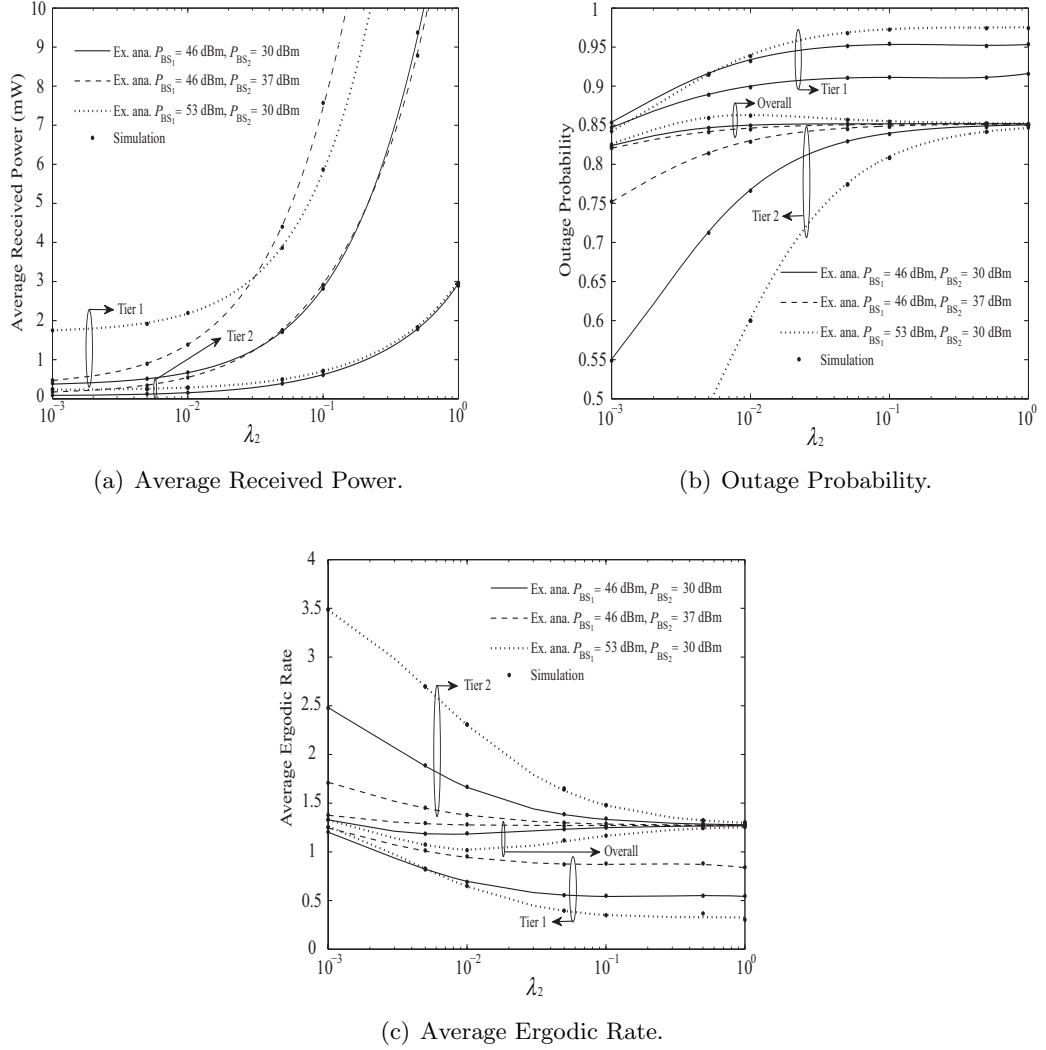 10
9
8
7
6
5
4
3
2
1
0
Average Received Power (mW)
Ex. ana. P_BS₁ = 46 dBm, P_BS₂ = 30 dBm
Ex. ana. P_BS₁ = 46 dBm, P_BS₂ = 37 dBm
Ex. ana. P_BS₁ = 53 dBm, P_BS₂ = 30 dBm
Simulation
Tier 1
Tier 2
10⁻³ 10⁻² 10⁻¹ 10⁰
λ₂
(a) Average Received Power.
1
0.95
0.9
0.85
0.8
0.75
0.7
0.65
0.6
0.55
0.5
Outage Probability
Tier 1
Overall
Tier 2
Ex. ana. P_BS₁ = 46 dBm, P_BS₂ = 30 dBm
Ex. ana. P_BS₁ = 46 dBm, P_BS₂ = 37 dBm
Ex. ana. P_BS₁ = 53 dBm, P_BS₂ = 30 dBm
Simulation
10⁻³ 10⁻² 10⁻¹ 10⁰
λ₂
(b) Outage Probability.
4
3.5
3
2.5
2
1.5
1
0.5
0
Average Ergodic Rate
Ex. ana. P_BS₁ = 46 dBm, P_BS₂ = 30 dBm
Ex. ana. P_BS₁ = 46 dBm, P_BS₂ = 37 dBm
Ex. ana. P_BS₁ = 53 dBm, P_BS₂ = 30 dBm
Simulation
Tier 2
Overall
Tier 1
10⁻³ 10⁻² 10⁻¹ 10⁰
λ₂
(c) Average Ergodic Rate.